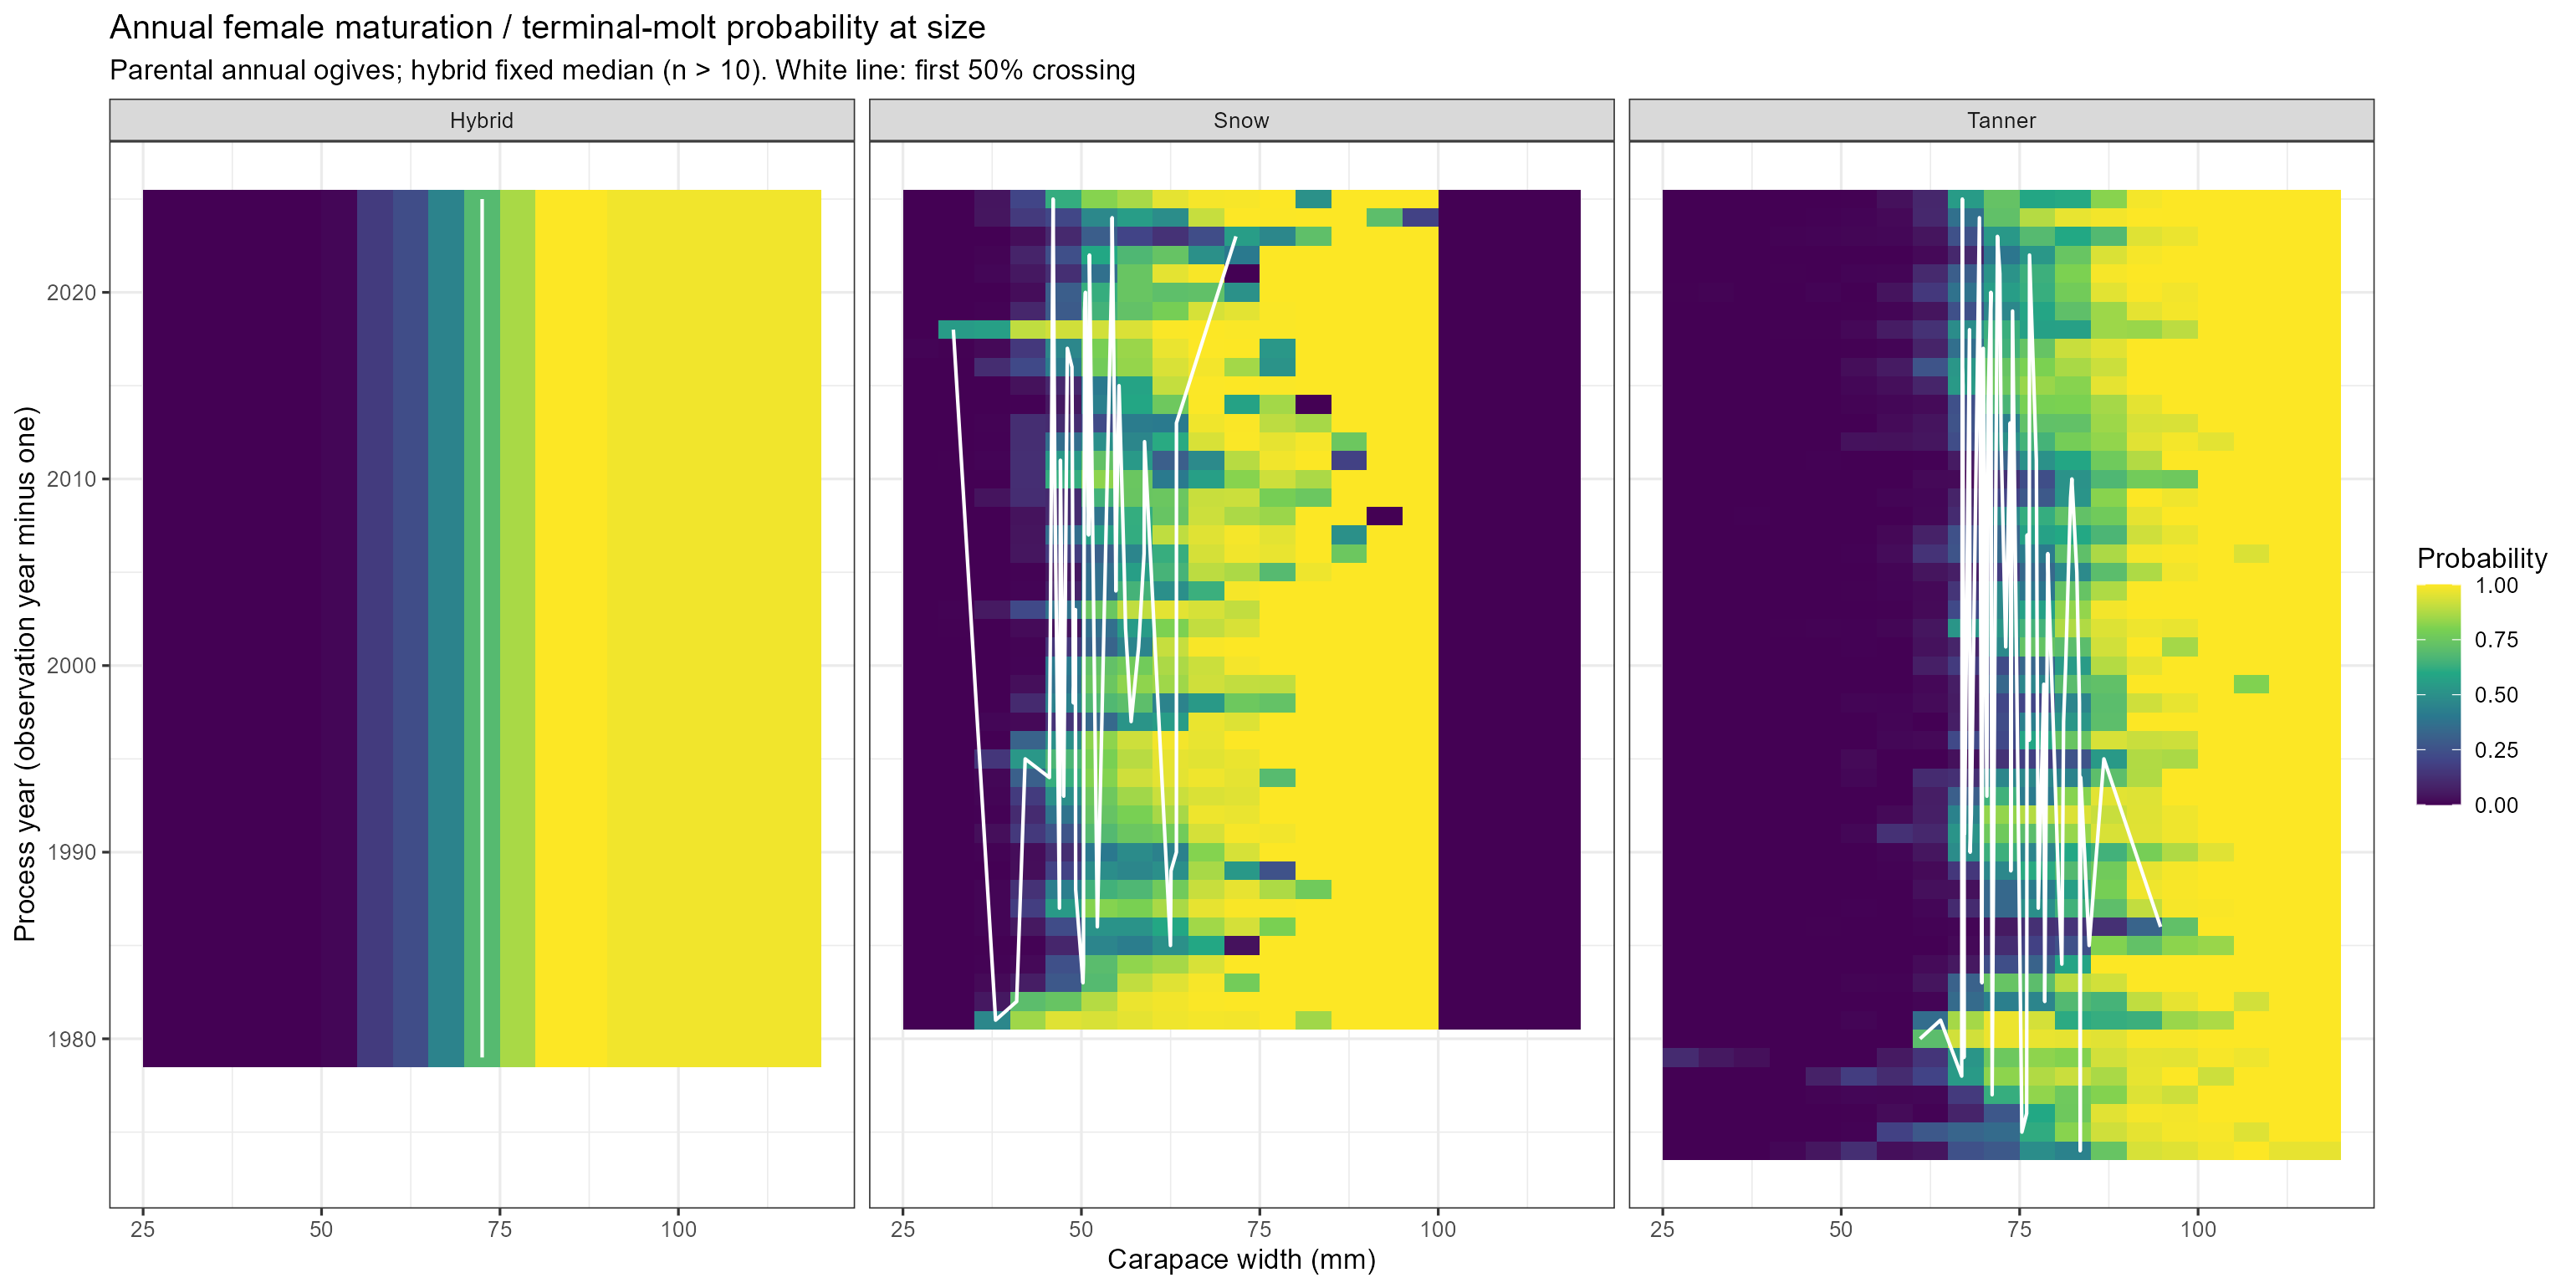 Annual female maturation / terminal-molt probability at size
Parental annual ogives; hybrid fixed median (n > 10). White line: first 50% crossing
Hybrid
Snow
Tanner
Process year (observation year minus one)
2020
2010
2000
1990
1980
25 50 75 100
25 50 75 100
25 50 75 100
Carapace width (mm)
Probability
1.00
0.75
0.50
0.25
0.00